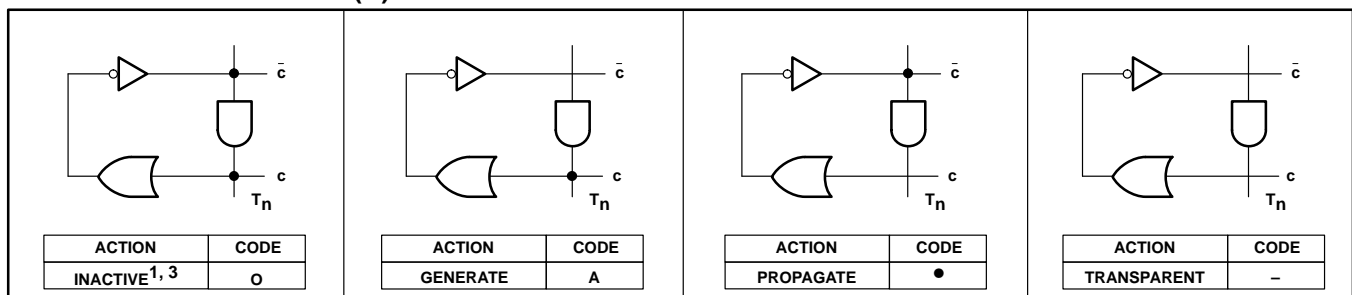 c̄
c
Tn
ACTION CODE
INACTIVE1, 3 O
c̄
c
Tn
ACTION CODE
GENERATE A
c̄
c
Tn
ACTION CODE
PROPAGATE •
c̄
c
Tn
ACTION CODE
TRANSPARENT –